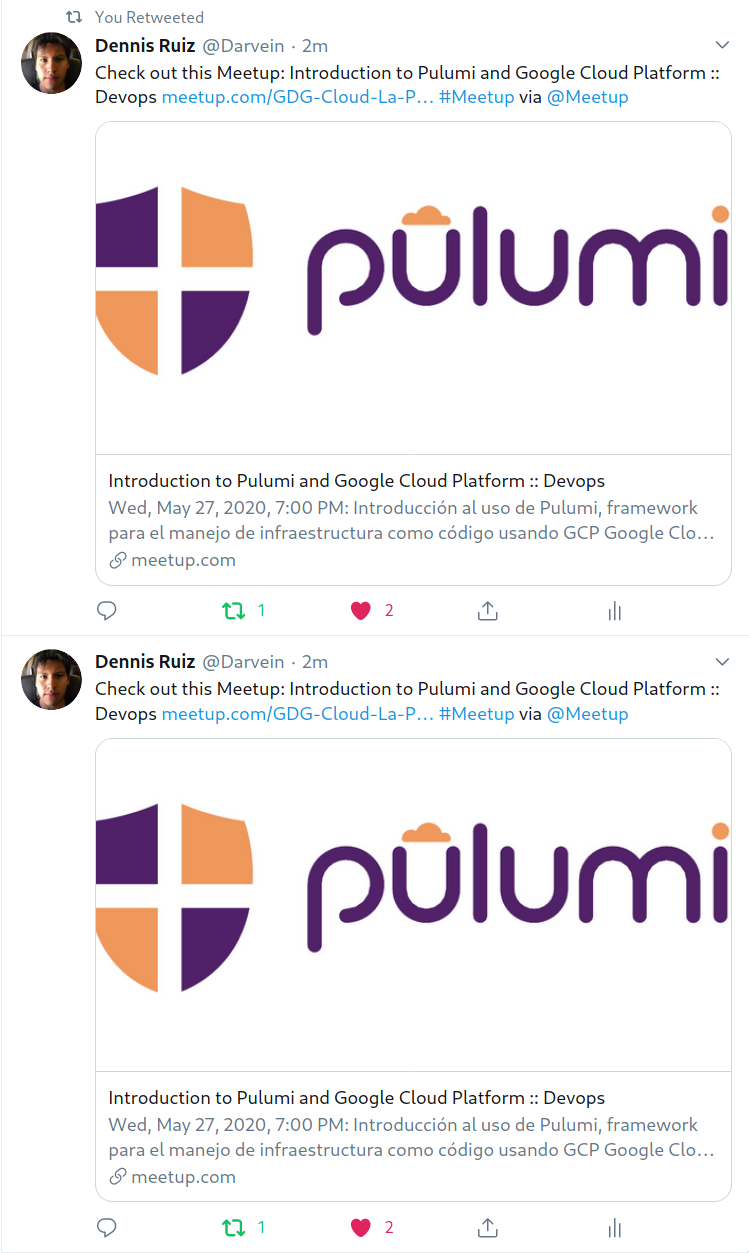 You Retweeted
Dennis Ruiz @Darvein · 2m
Check out this Meetup: Introduction to Pulumi and Google Cloud Platform ::
Devops meetup.com/GDG-Cloud-La-P… #Meetup via @Meetup
pulumi
Introduction to Pulumi and Google Cloud Platform :: Devops
Wed, May 27, 2020, 7:00 PM: Introducción al uso de Pulumi, framework
para el manejo de infraestructura como código usando GCP Google Clo…
meetup.com
1 2
Dennis Ruiz @Darvein · 2m
Check out this Meetup: Introduction to Pulumi and Google Cloud Platform ::
Devops meetup.com/GDG-Cloud-La-P… #Meetup via @Meetup
pulumi
Introduction to Pulumi and Google Cloud Platform :: Devops
Wed, May 27, 2020, 7:00 PM: Introducción al uso de Pulumi, framework
para el manejo de infraestructura como código usando GCP Google Clo…
meetup.com
1 2